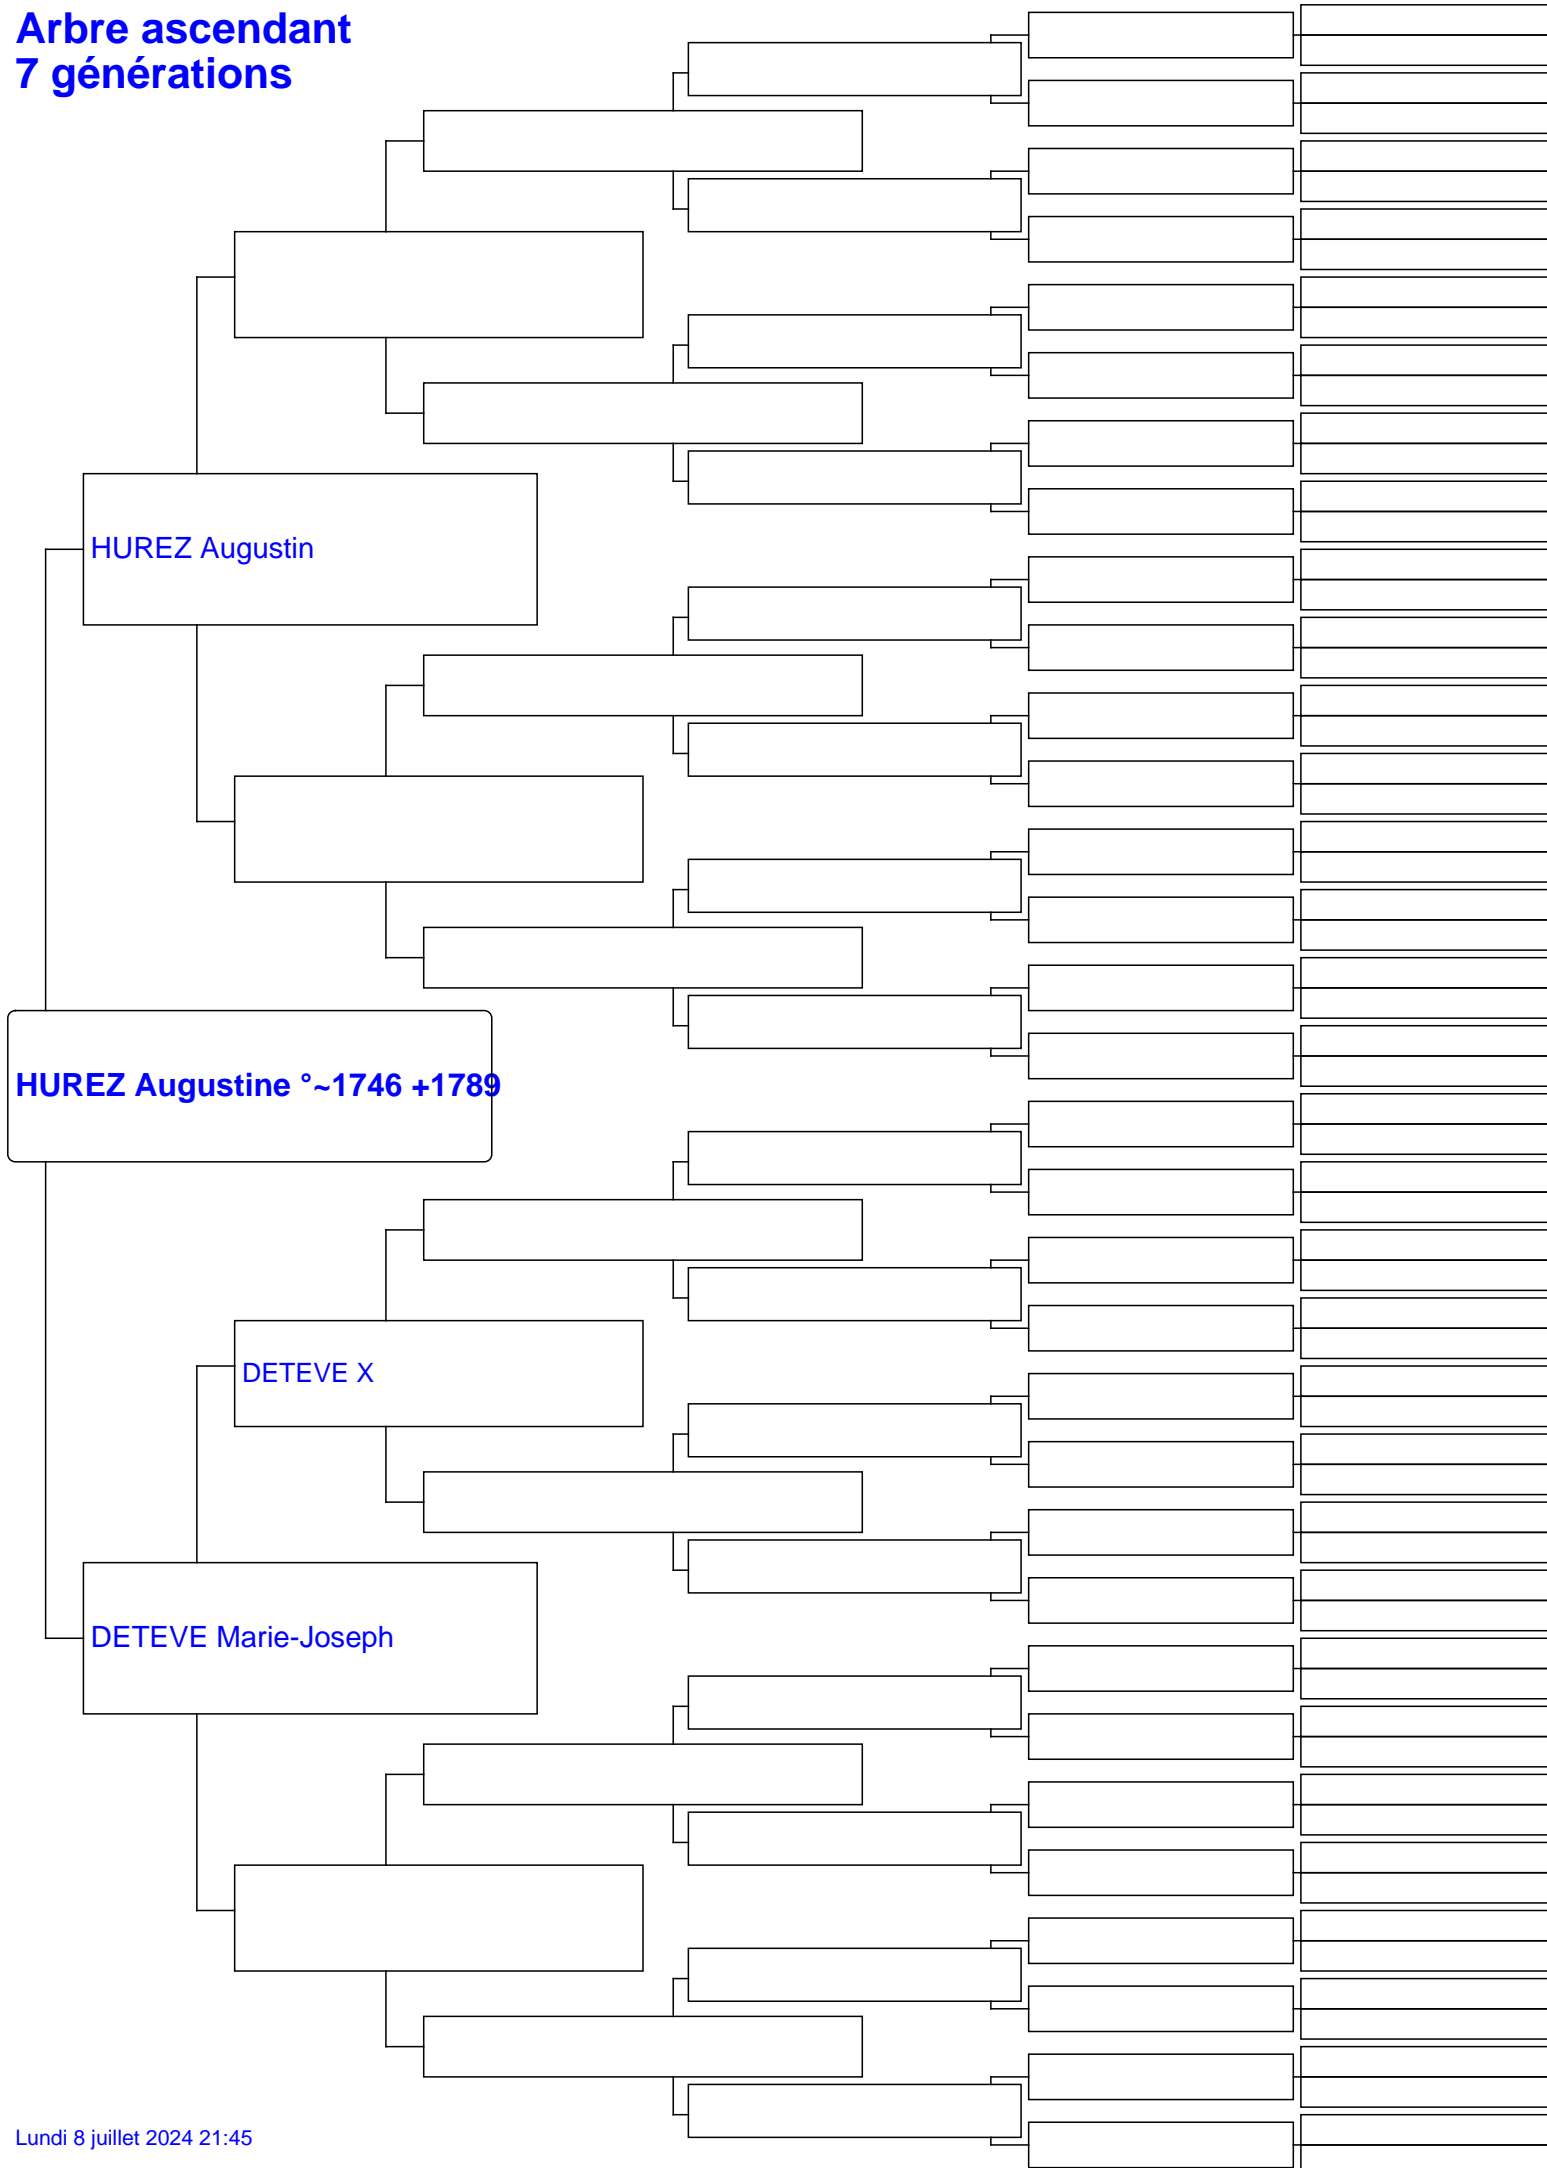 Arbre ascendant
7 générations
HUREZ Augustin
HUREZ Augustine °~1746 +1789
DETEVE X
DETEVE Marie-Joseph
Lundi 8 juillet 2024 21:45